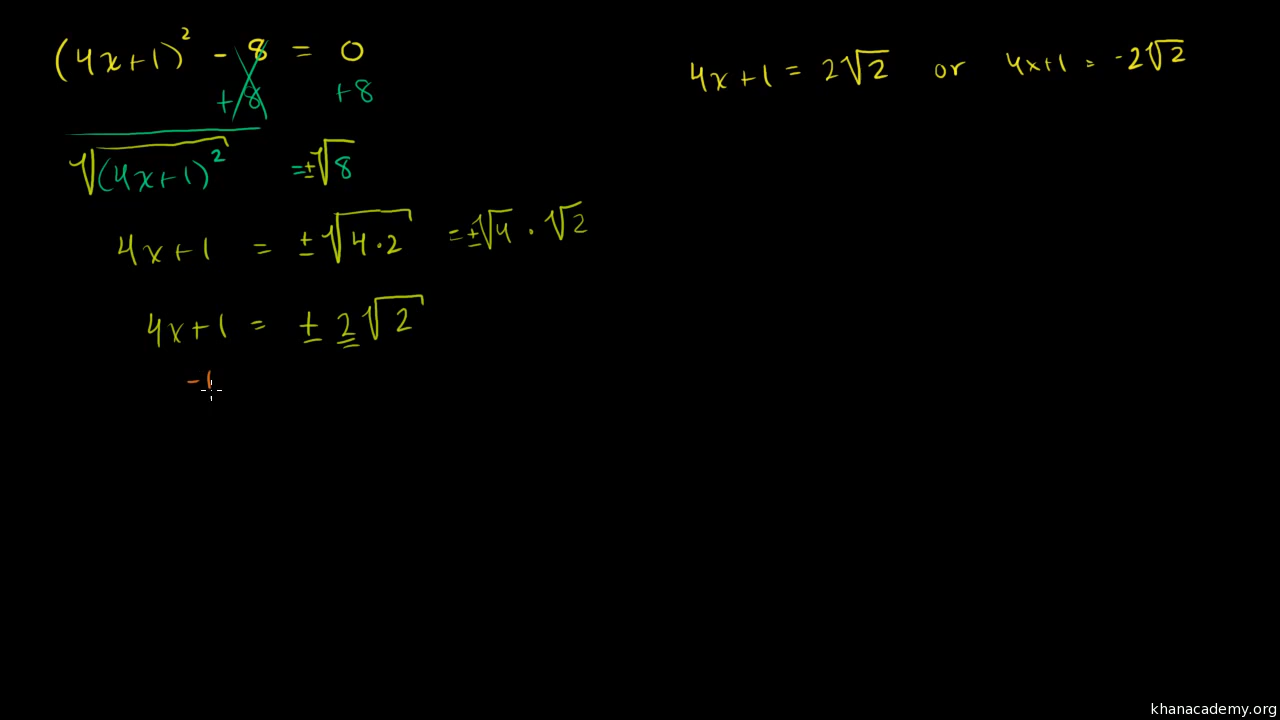 (4x+1)² - 8 = 0
+8 +8
√(4x+1)² = ±√8
4x+1 = ±√4·2 = ±√4 · √2
4x+1 = ± 2√2
-1
4x+1 = 2√2 or 4x+1 = -2√2
khanacademy.org